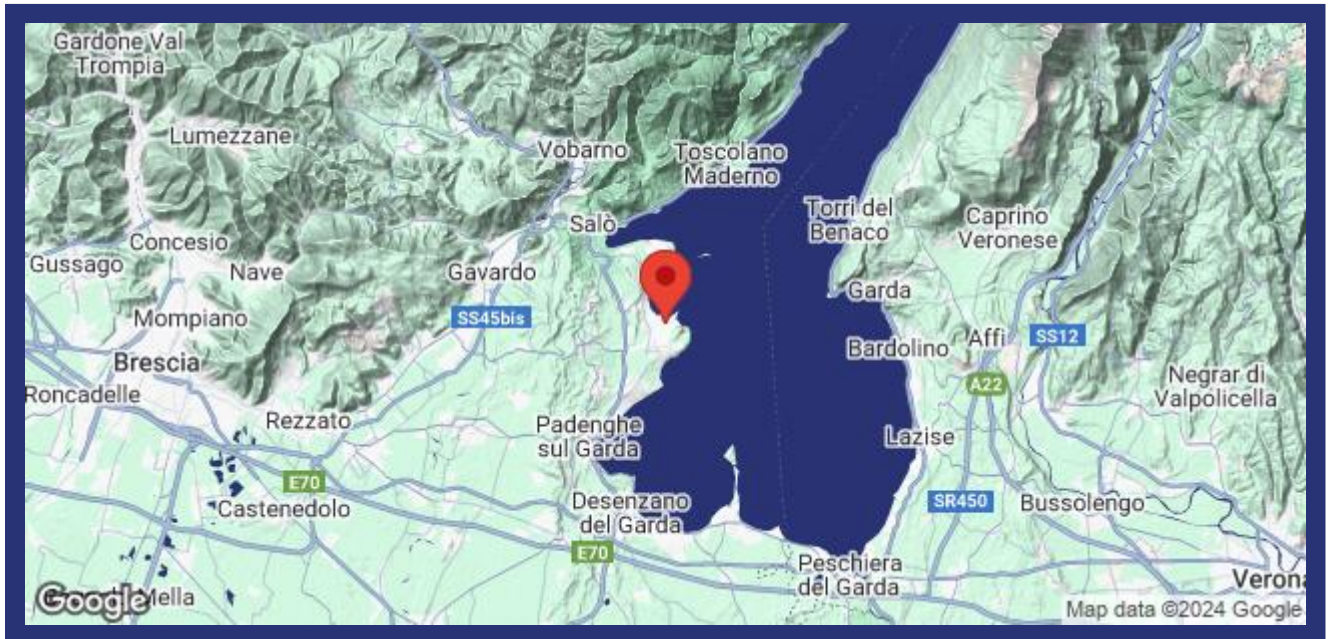 Gardone Val
Trompia
Lumezzane
Vobarno
Toscolano
Maderno
Salò
Torri del
Benaco
Caprino
Veronese
Concesio
Gussago
Nave
Gavardo
Garda
Mompiano
SS45bis
SS12
Affi
Bardolino
Brescia
A22
Negrar di
Valpolicella
Roncadelle
Rezzato
Padenghe
sul Garda
Lazise
E70
Castenedolo
Desenzano
del Garda
SR450
Bussolengo
E70
Peschiera
del Garda
Verona
Google
Mella
Map data ©2024 Google